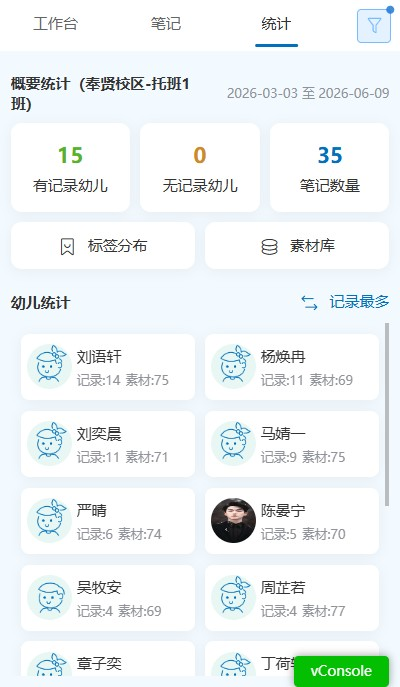 工作台 笔记 统计
概要统计（奉贤校区-托班1
班） 2026-03-03 至 2026-06-09
15 0 35
有记录幼儿 无记录幼儿 笔记数量
标签分布 素材库
幼儿统计 记录最多
刘语轩 杨焕冉
记录:14 素材:75 记录:11 素材:69
刘奕晨 马婧一
记录:11 素材:71 记录:9 素材:75
严晴 陈晏宁
记录:6 素材:74 记录:5 素材:70
吴牧安 周芷若
记录:4 素材:69 记录:4 素材:77
章子奕 丁荷
vConsole